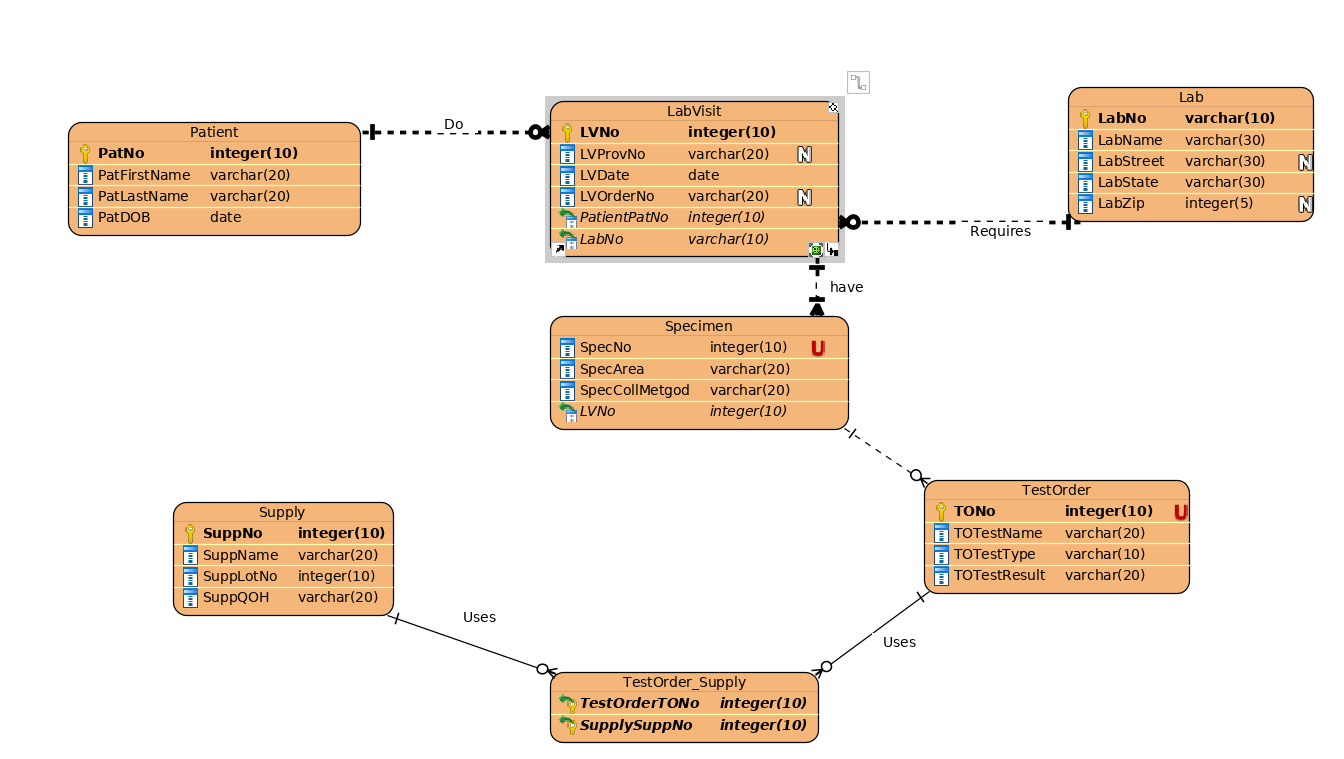 Patient
PatNo integer(10)
PatFirstName varchar(20)
PatLastName varchar(20)
PatDOB date
Do
LabVisit
LVNo integer(10)
LVProvNo varchar(20) N
LVDate date
LVOrderNo varchar(20) N
PatientPatNo integer(10)
LabNo varchar(10)
Lab
LabNo varchar(10)
LabName varchar(30)
LabStreet varchar(30) N
LabState varchar(30)
LabZip integer(5) N
Requires
have
Specimen
SpecNo integer(10) U
SpecArea varchar(20)
SpecCollMetgod varchar(20)
LVNo integer(10)
TestOrder
TONo integer(10) U
TOTestName varchar(20)
TOTestType varchar(10)
TOTestResult varchar(20)
Supply
SuppNo integer(10)
SuppName varchar(20)
SuppLotNo integer(10)
SuppQOH varchar(20)
Uses
Uses
TestOrder_Supply
TestOrderTONo integer(10)
SupplySuppNo integer(10)